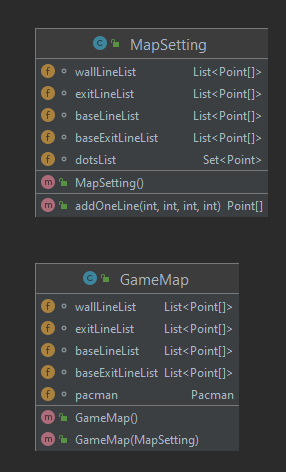 MapSetting
wallLineList List<Point[]>
exitLineList List<Point[]>
baseLineList List<Point[]>
baseExitLineList List<Point[]>
dotsList Set<Point>
MapSetting()
addOneLine(int, int, int, int) Point[]
GameMap
wallLineList List<Point[]>
exitLineList List<Point[]>
baseLineList List<Point[]>
baseExitLineList List<Point[]>
pacman Pacman
GameMap()
GameMap(MapSetting)